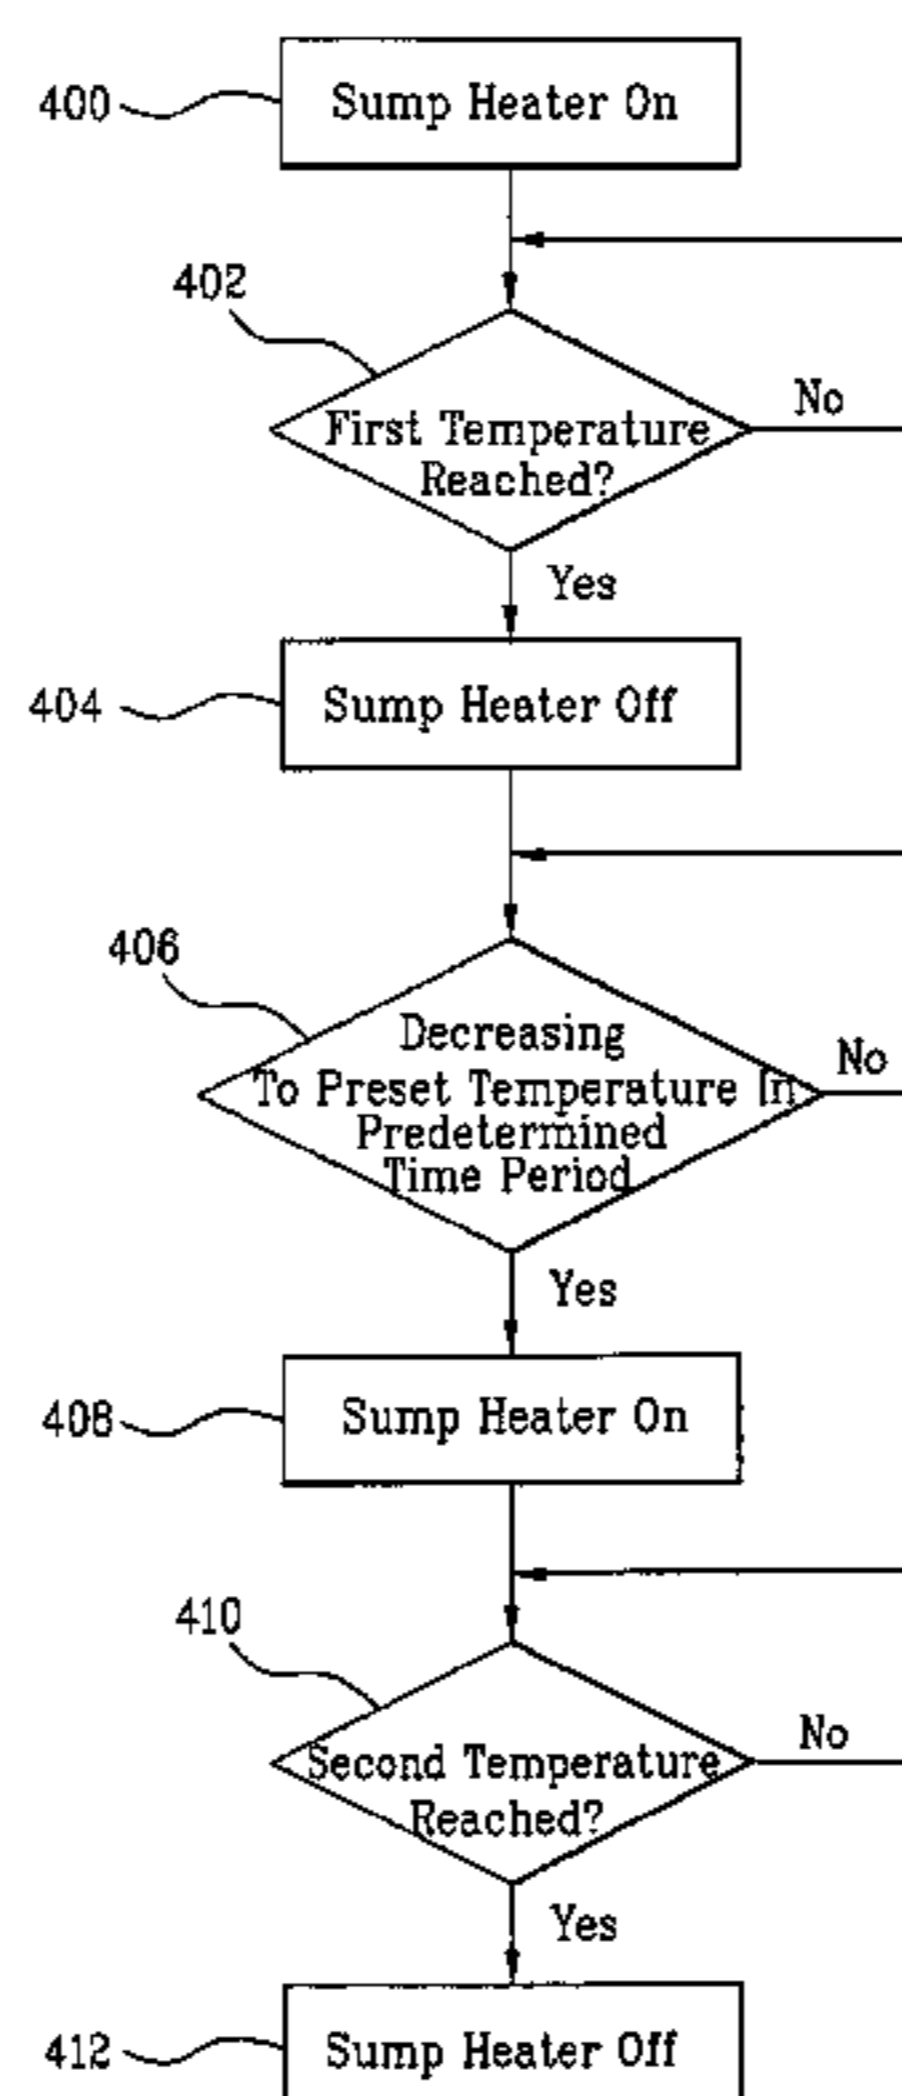 400
Sump Heater On
402
No
First Temperature
Reached?
Yes
404
Sump Heater Off
406
Decreasing
No
To Preset Temperature In
Predetermined
Time Period
Yes
408
Sump Heater On
410
No
Second Temperature
Reached?
Yes
412
Sump Heater Off